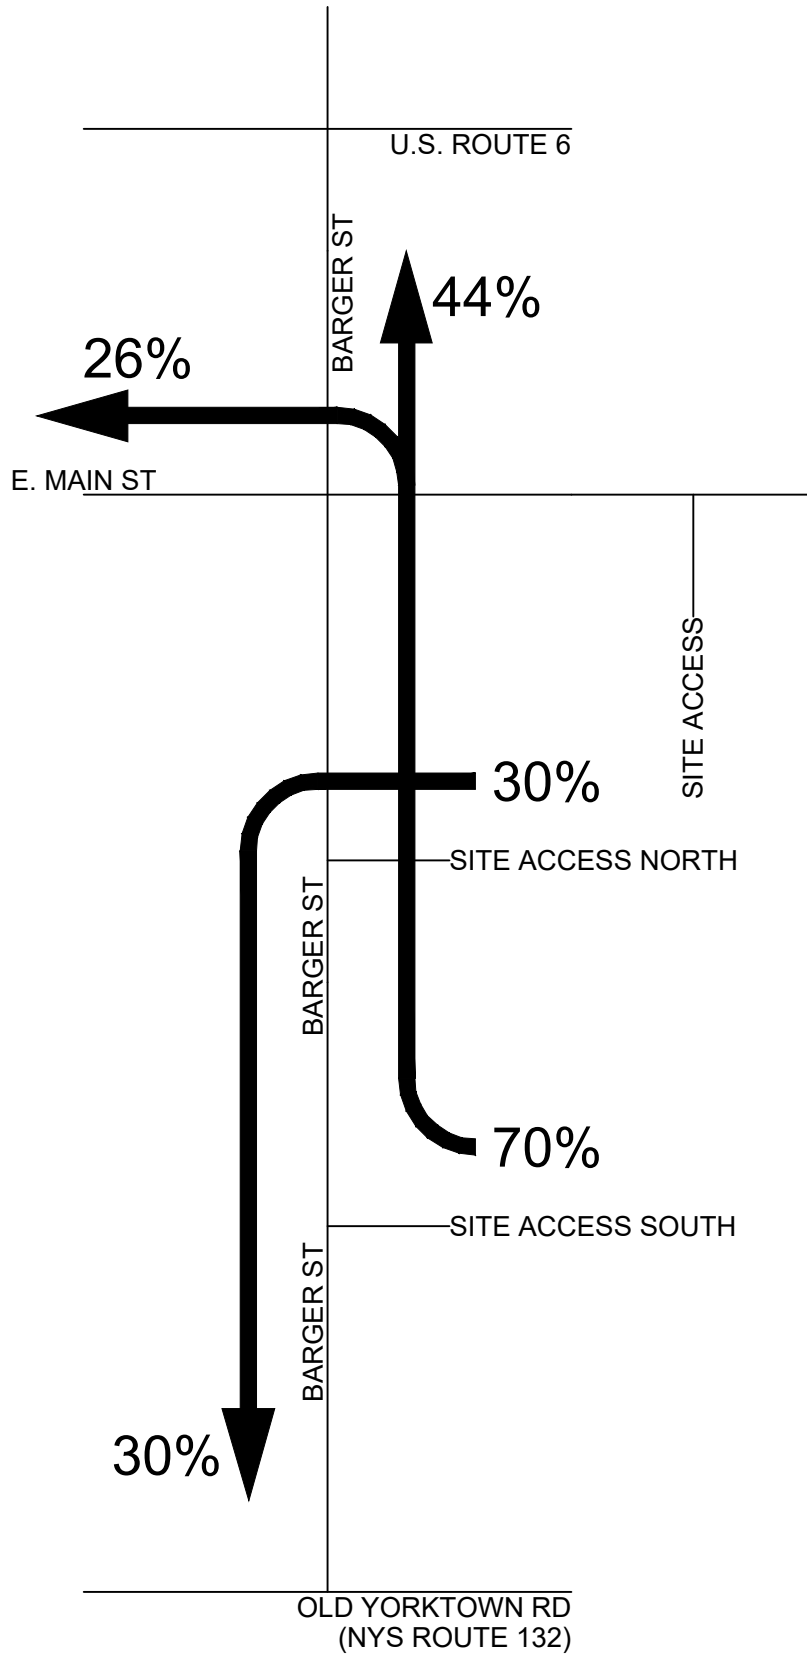 U.S. ROUTE 6
BARGER ST
44%
26%
E. MAIN ST
SITE ACCESS
30%
SITE ACCESS NORTH
BARGER ST
70%
SITE ACCESS SOUTH
BARGER ST
30%
OLD YORKTOWN RD
(NYS ROUTE 132)